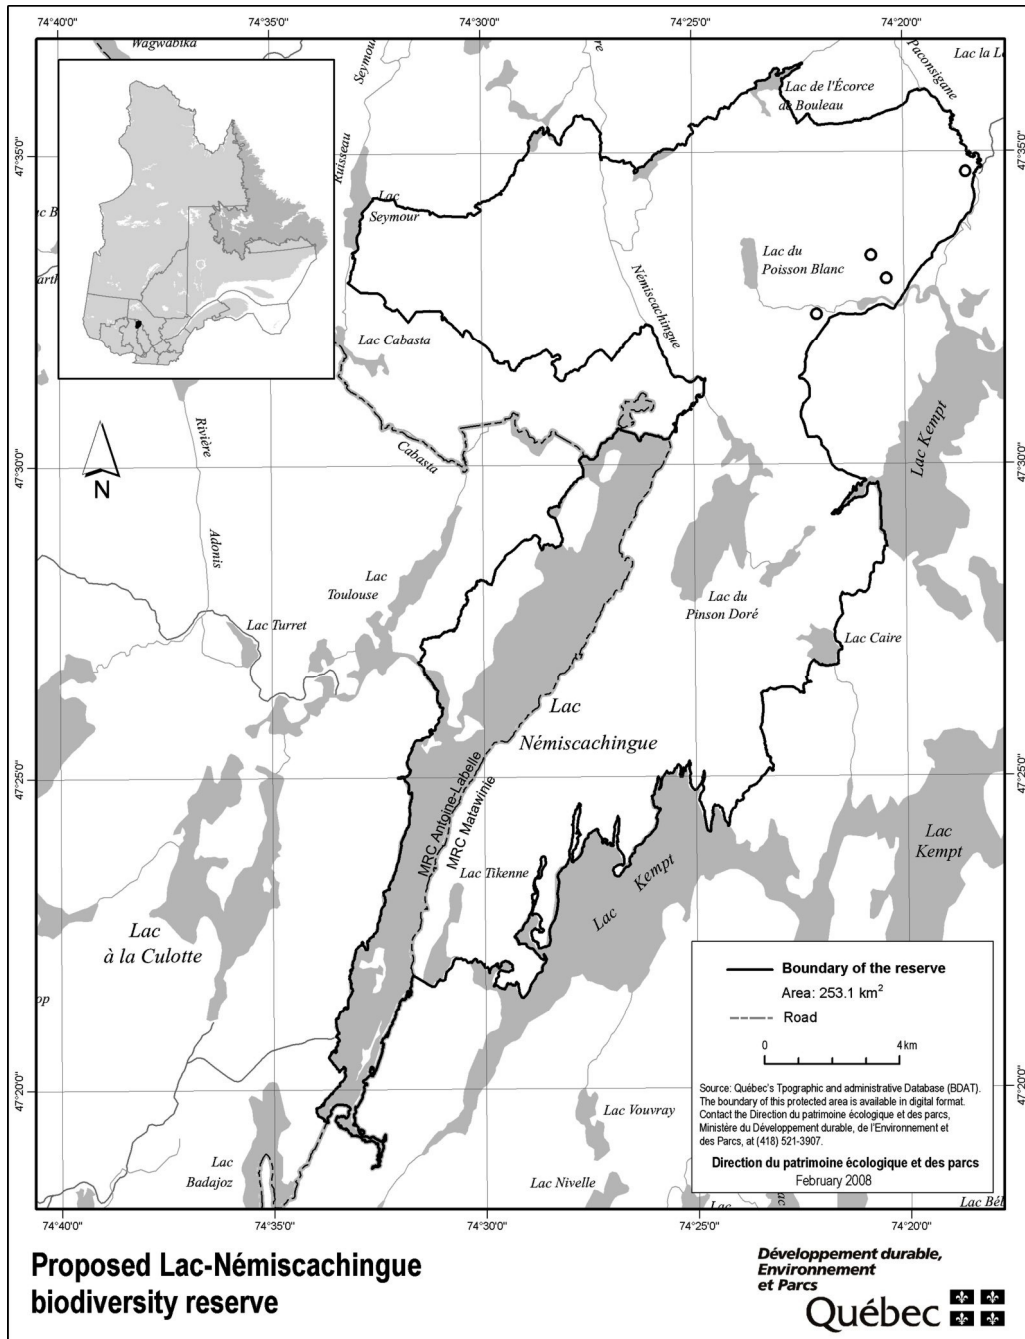 74°40'0"
74°35'0"
74°30'0"
74°25'0"
74°20'0"
Wagwabika
Seymour
Paconsigane
Lac la L
Lac de l'Écorce
de Bouleau
47°35'0"
47°35'0"
Ruisseau
Lac
Seymour
Lac du
Poisson Blanc
Némiscachingue
Lac Cabasta
Cabasta
Lac Kempt
Rivière
Adonis
N
47°30'0"
47°30'0"
Lac
Toulouse
Lac Turret
Lac du
Pinson Doré
Lac Caire
Lac
Némiscachingue
47°25'0"
47°25'0"
MRC Antoine-Labelle
MRC Matawinie
Lac Tikenne
Lac Kempt
Lac
Kempt
Lac
à la Culotte
op
Boundary of the reserve
Area: 253.1 km²
Road
0 4 km
Source: Québec's Tpographic and administrative Database (BDAT).
The boundary of this protected area is available in digital format.
Contact the Direction du patrimoine écologique et des parcs,
Ministère du Développement durable, de l'Environnement et
des Parcs, at (418) 521-3907.
Direction du patrimoine écologique et des parcs
February 2008
47°20'0"
47°20'0"
Lac Vouvray
Lac
Badajoz
Lac Nivelle
Lac
Lac Bél
74°40'0"
74°35'0"
74°30'0"
74°25'0"
74°20'0"
Proposed Lac-Némiscachingue
biodiversity reserve
Développement durable,
Environnement
et Parcs
Québec